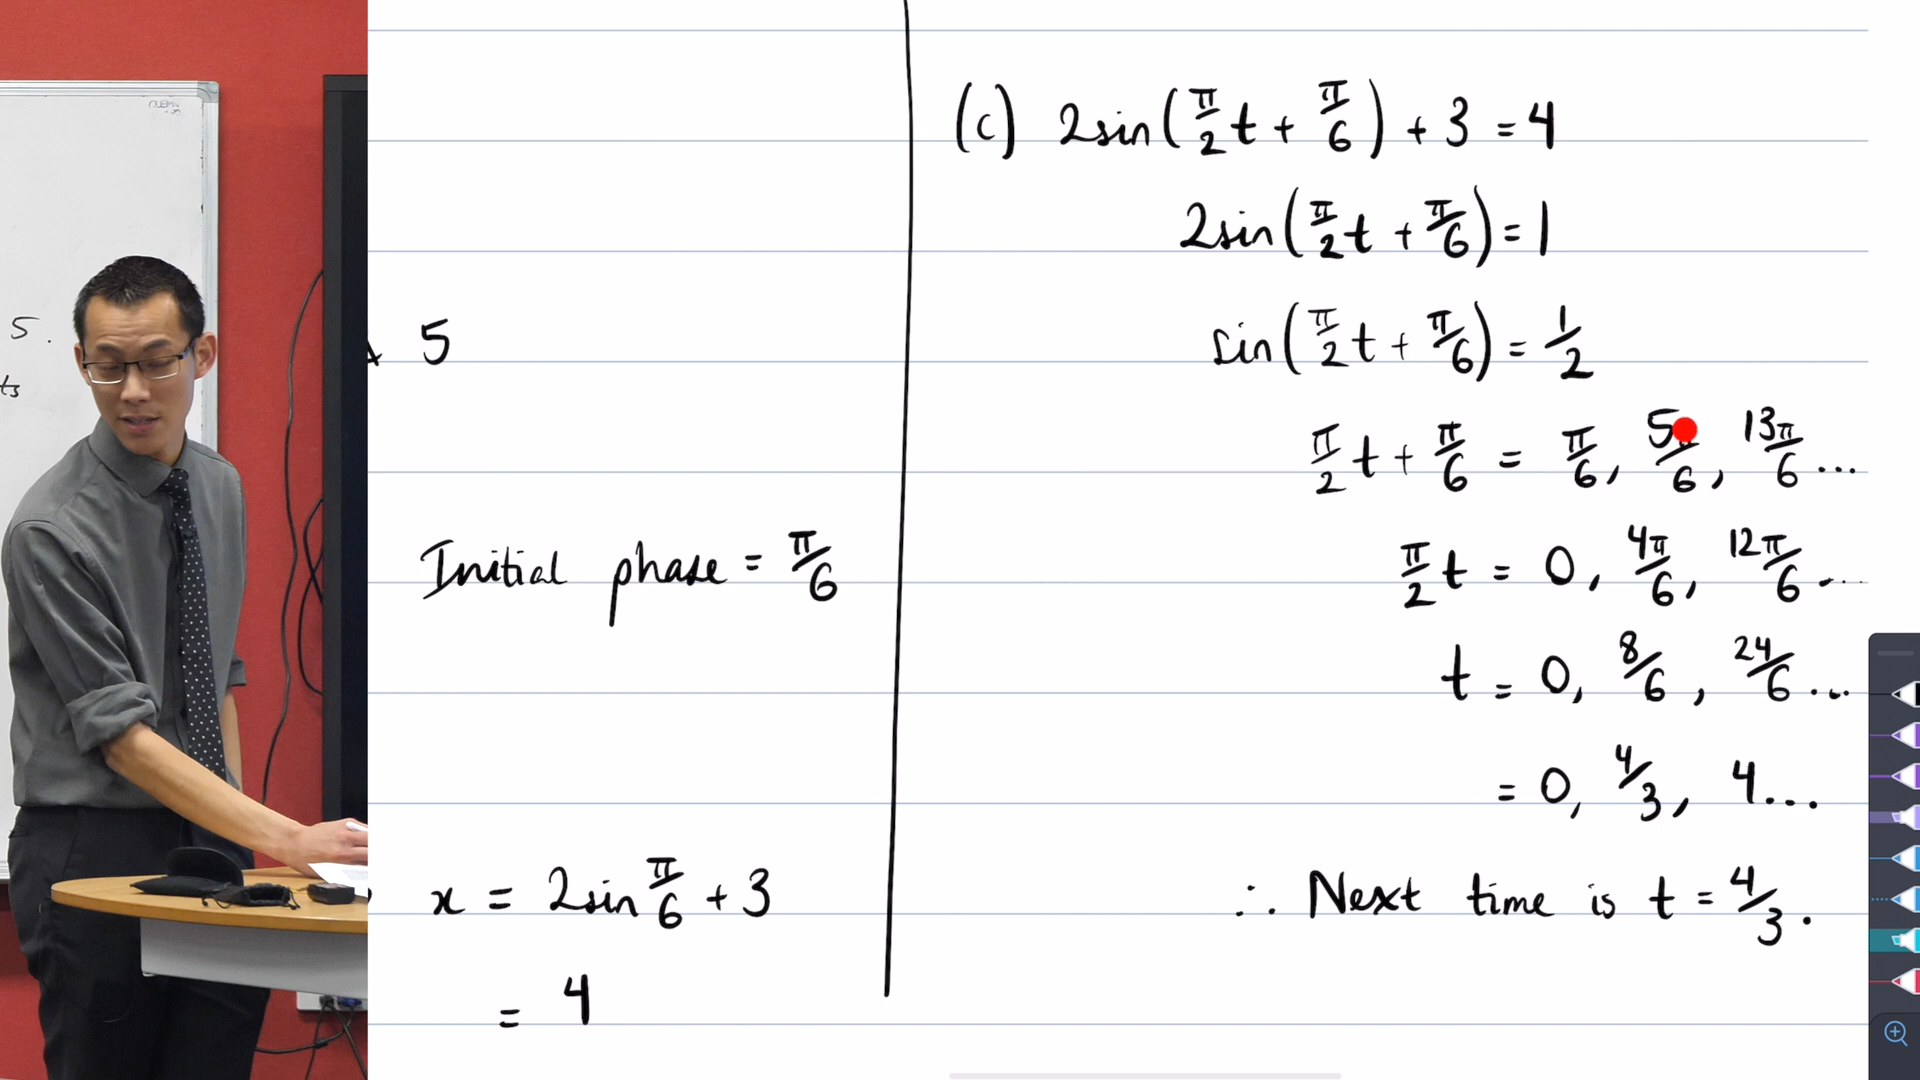 5.
ts
5
Initial phase = π/6
x = 2sin π/6 + 3
= 4
(c) 2sin(π/2 t + π/6) + 3 = 4
2sin(π/2 t + π/6) = 1
sin(π/2 t + π/6) = 1/2
π/2 t + π/6 = π/6, 5π/6, 13π/6 ...
π/2 t = 0, 4π/6, 12π/6 ...
t = 0, 8/6, 24/6 ...
= 0, 4/3, 4...
∴ Next time is t = 4/3.